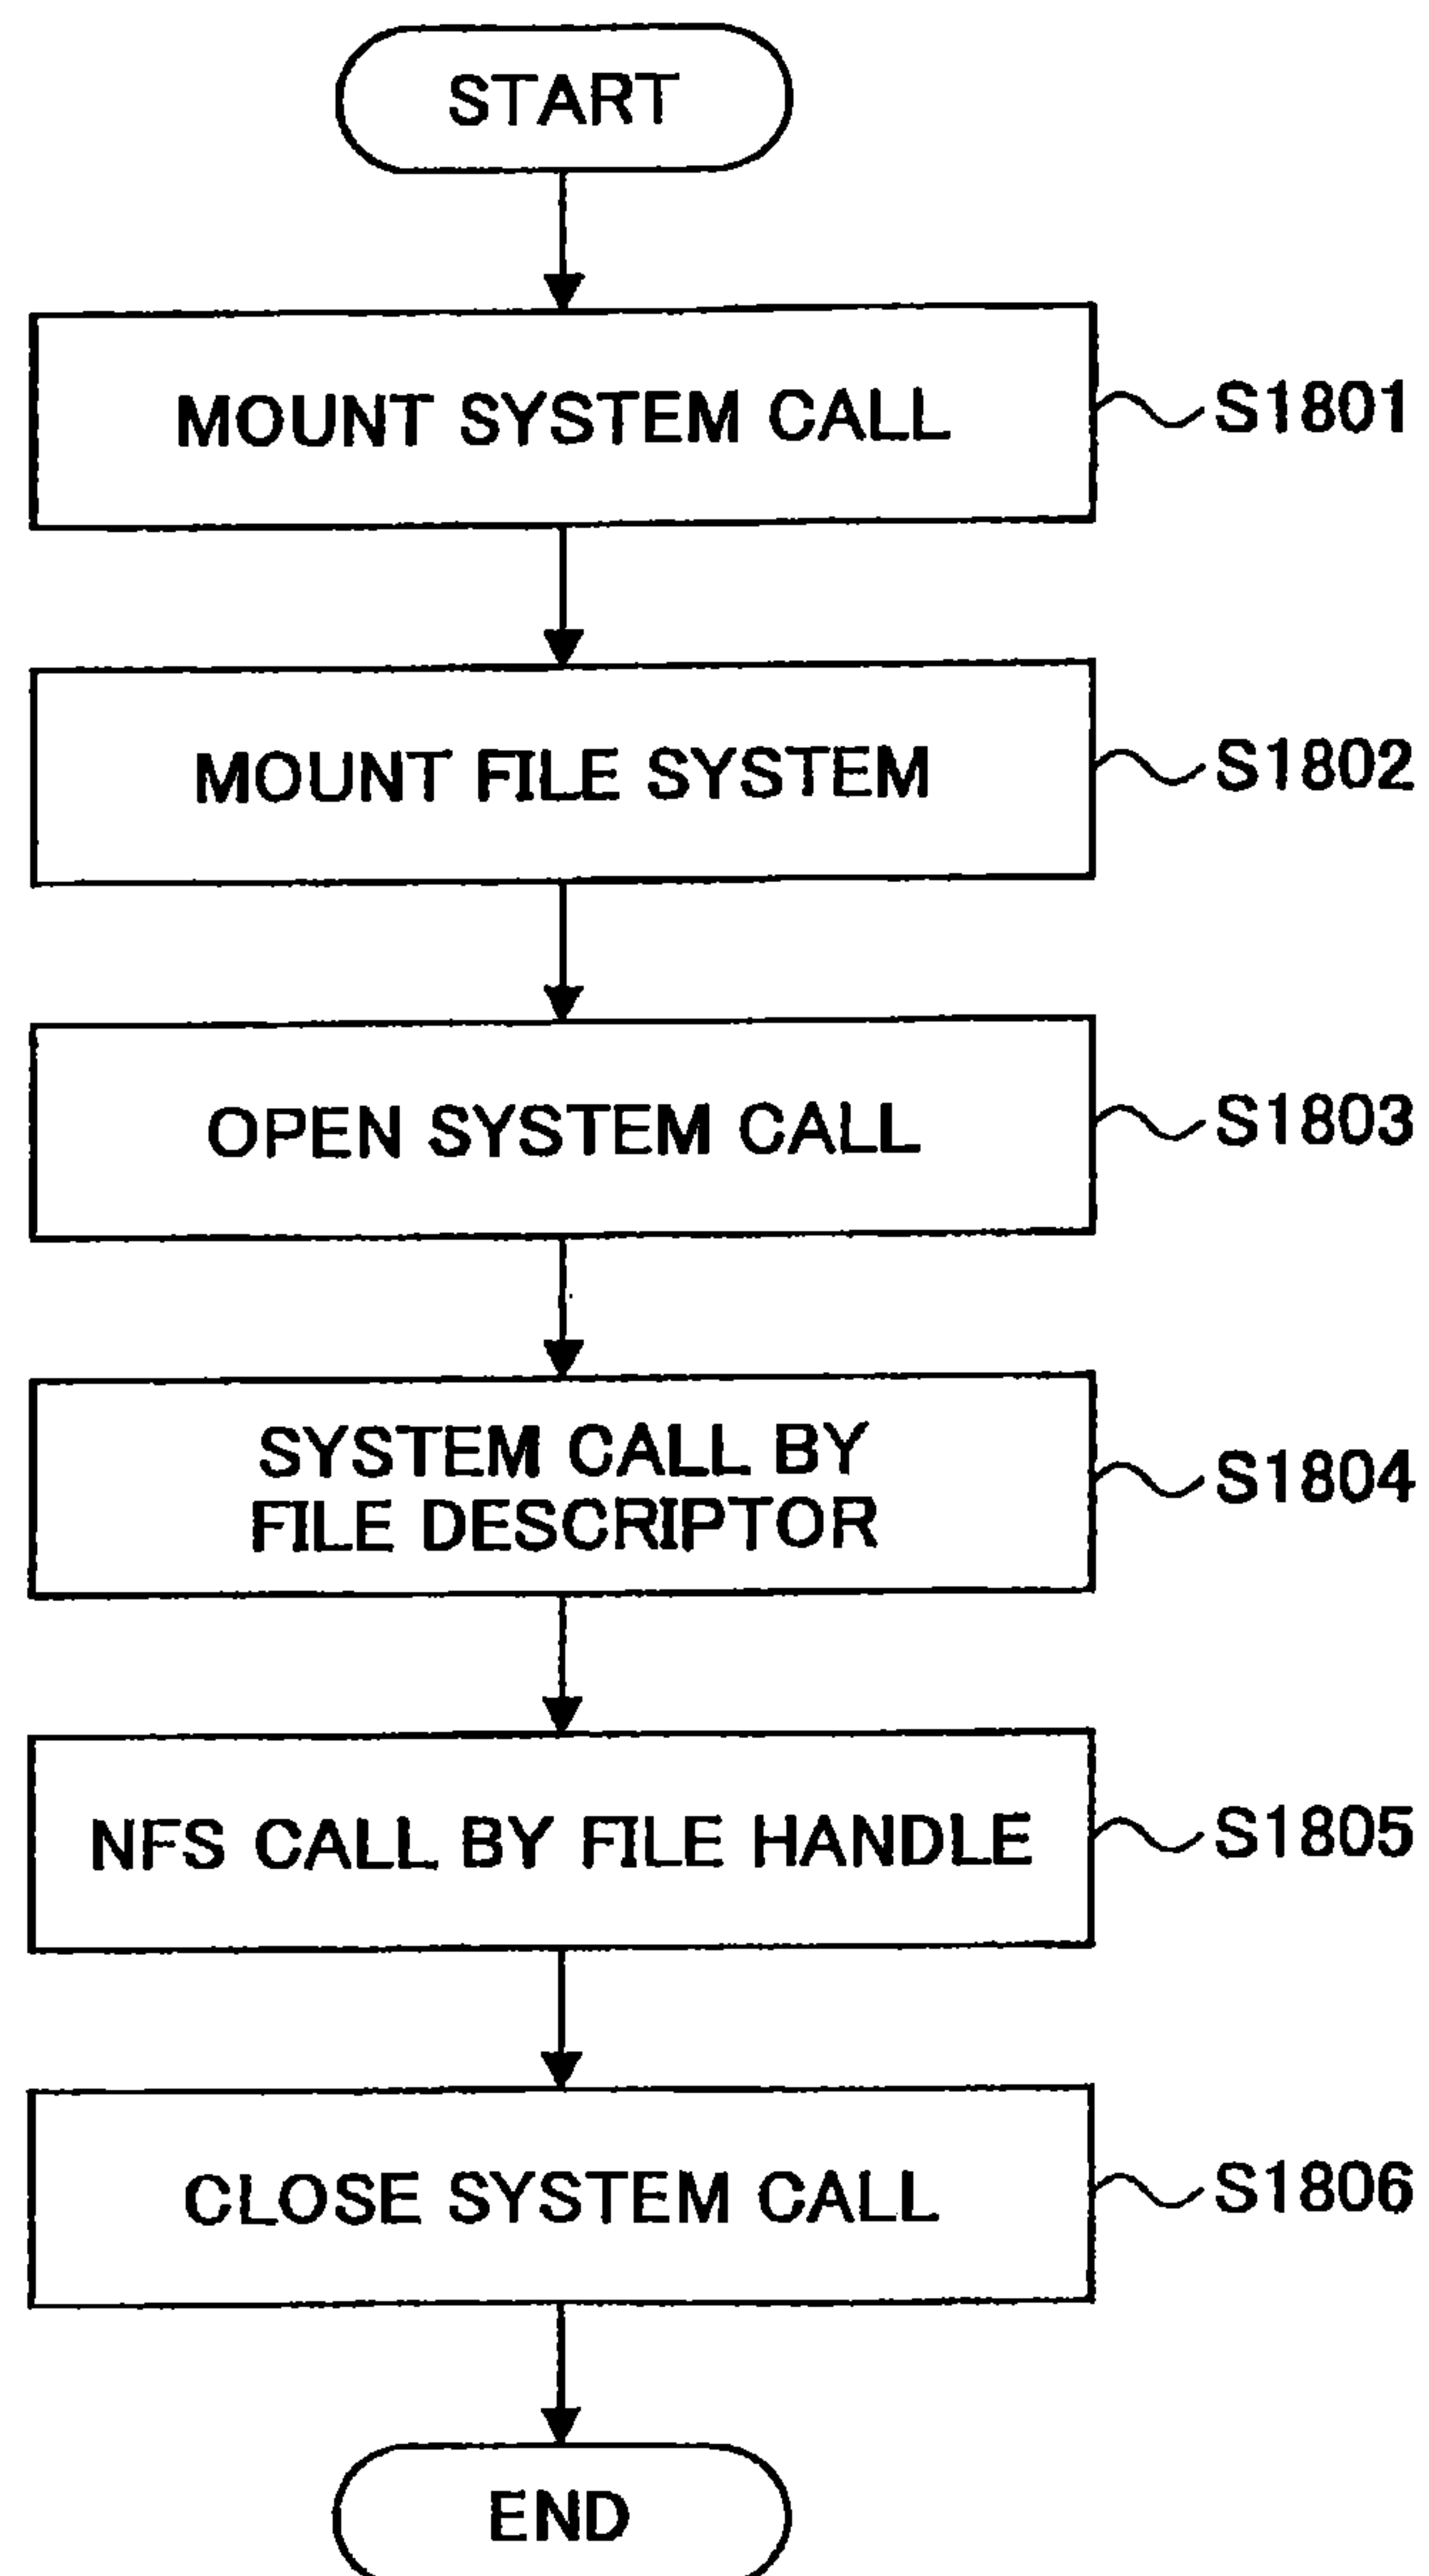 START
MOUNT SYSTEM CALL
S1801
MOUNT FILE SYSTEM
S1802
OPEN SYSTEM CALL
S1803
SYSTEM CALL BY
FILE DESCRIPTOR
S1804
NFS CALL BY FILE HANDLE
S1805
CLOSE SYSTEM CALL
S1806
END